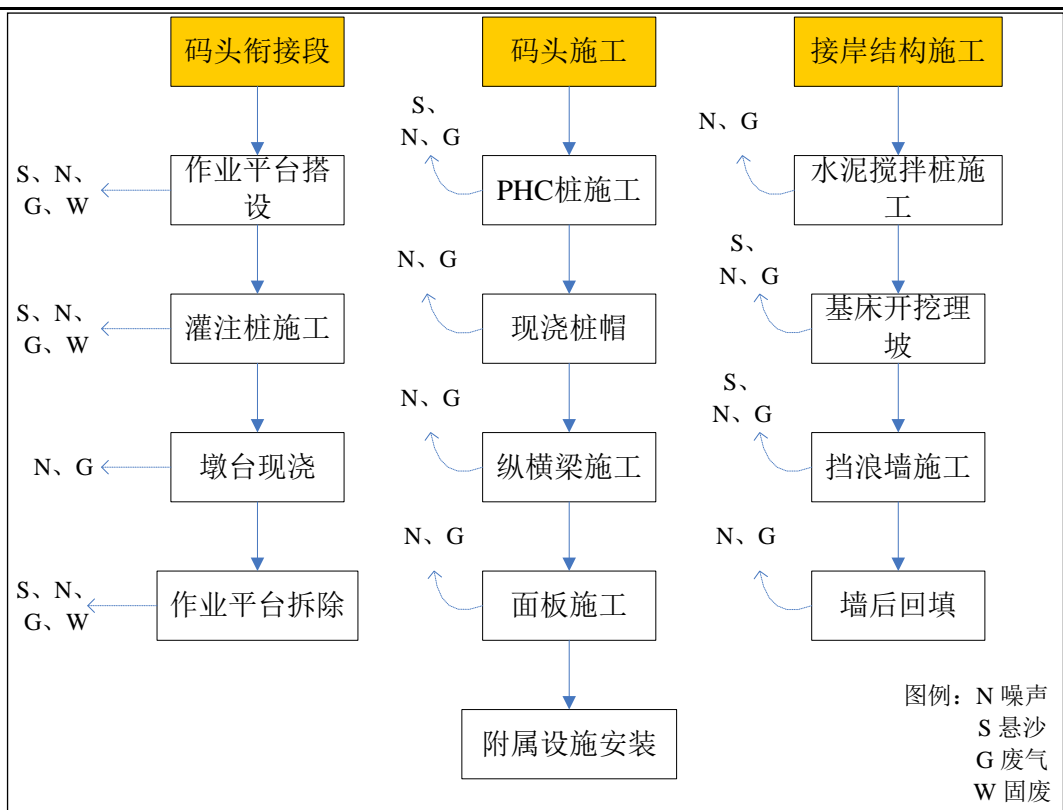 码头衔接段
码头施工
接岸结构施工
S、
N、G
N、G
S、N、
G、W
作业平台搭
设
PHC桩施工
水泥搅拌桩施
工
N、G
S、
N、G
S、N、
G、W
灌注桩施工
现浇桩帽
基床开挖理
坡
N、G
S、
N、G
N、G
墩台现浇
纵横梁施工
挡浪墙施工
N、G
N、G
S、N、
G、W
作业平台拆除
面板施工
墙后回填
附属设施安装
图例：N 噪声
S 悬沙
G 废气
W 固废